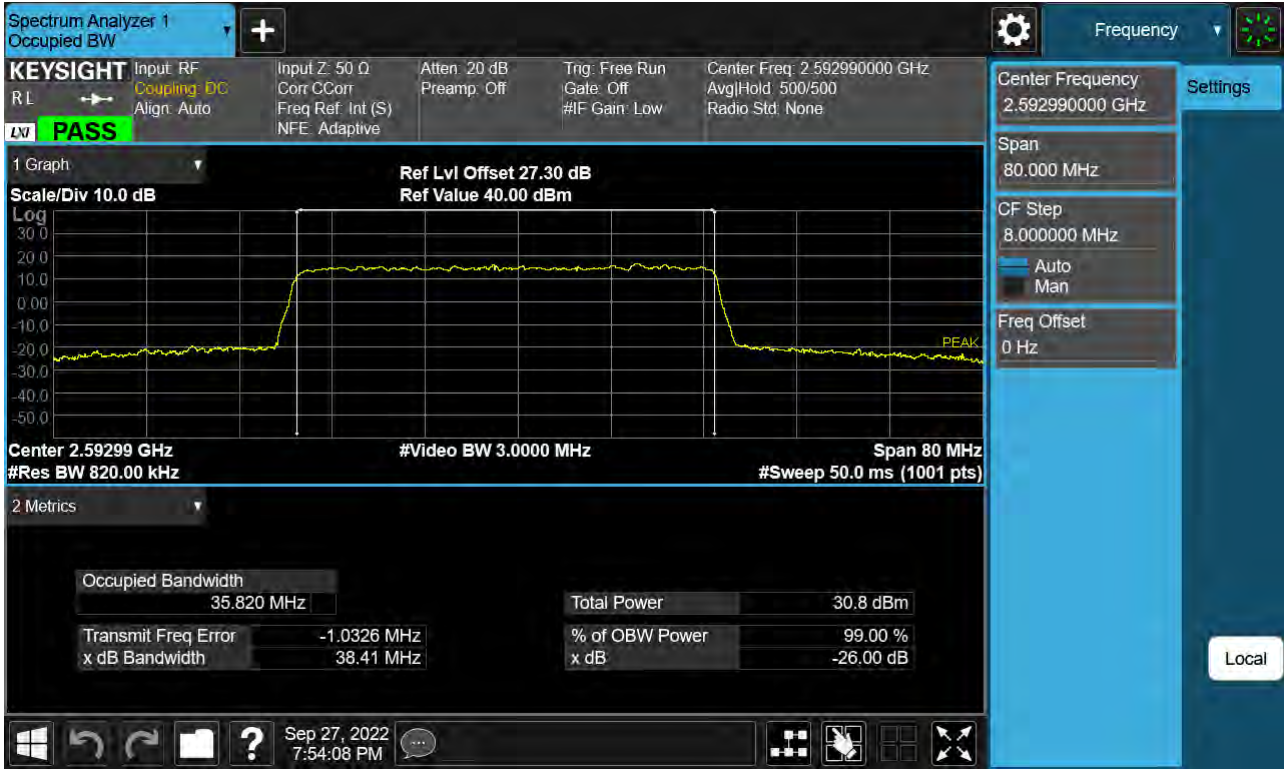 Spectrum Analyzer 1
Occupied BW
+
Frequency
KEYSIGHT
RL
LXI
PASS
Input: RF
Coupling: DC
Align: Auto
Input Z: 50 Ω
Corr CCorr
Freq Ref: Int (S)
NFE: Adaptive
Atten: 20 dB
Preamp: Off
Trig: Free Run
Gate: Off
#IF Gain: Low
Center Freq: 2.592990000 GHz
Avg|Hold: 500/500
Radio Std: None
Center Frequency
2.592990000 GHz
Settings
Span
80.000 MHz
CF Step
8.000000 MHz
Auto
Man
Freq Offset
0 Hz
1 Graph
Scale/Div 10.0 dB
Ref Lvl Offset 27.30 dB
Ref Value 40.00 dBm
Log
30.0
20.0
10.0
0.00
-10.0
-20.0
-30.0
-40.0
-50.0
PEAK
Center 2.59299 GHz
#Video BW 3.0000 MHz
Span 80 MHz
#Res BW 820.00 kHz
#Sweep 50.0 ms (1001 pts)
2 Metrics
Occupied Bandwidth
35.820 MHz
Total Power 30.8 dBm
Transmit Freq Error -1.0326 MHz
% of OBW Power 99.00 %
x dB Bandwidth 38.41 MHz
x dB -26.00 dB
Local
?
Sep 27, 2022
7:54:08 PM